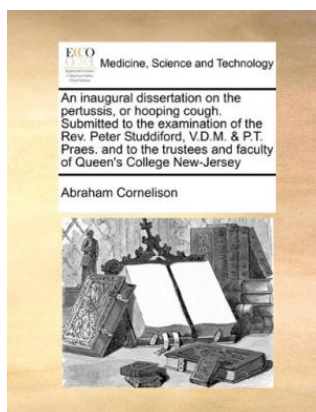 ECCO
Medicine, Science and Technology
An inaugural dissertation on the
pertussis, or hooping cough.
Submitted to the examination of the
Rev. Peter Studdiford, V.D.M. & P.T.
Praes. and to the trustees and faculty
of Queen's College New-Jersey
Abraham Cornelison